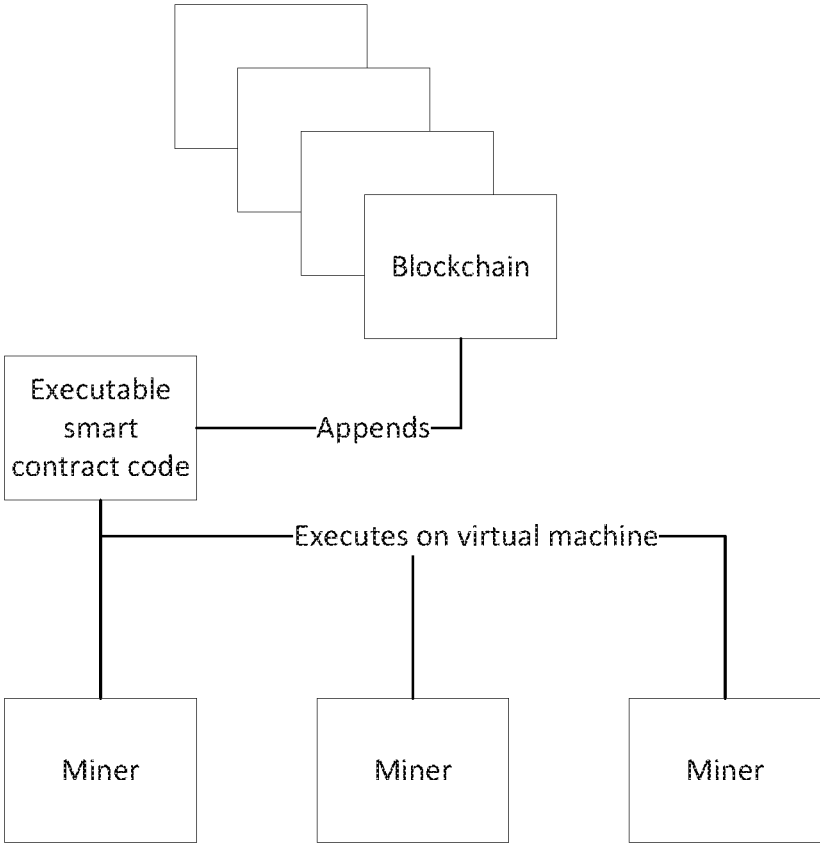 Blockchain
Executable
smart
contract code
Appends
Executes on virtual machine
Miner
Miner
Miner